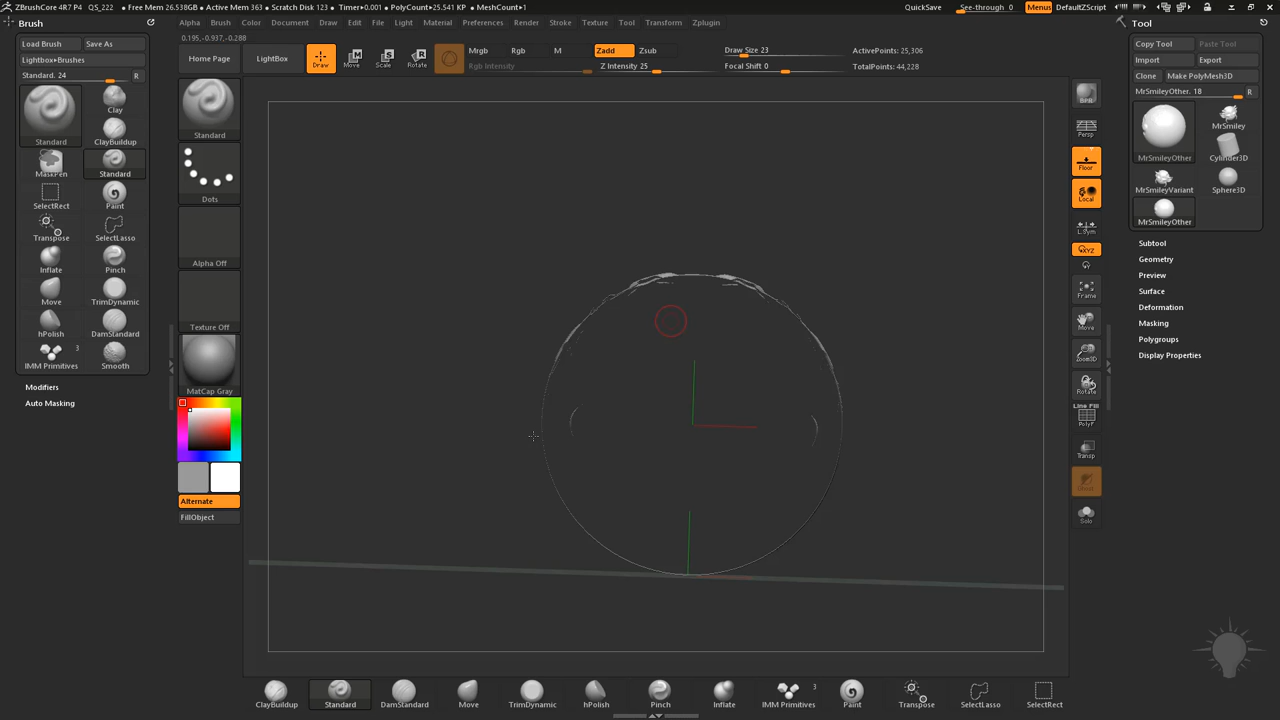 ZBrushCore 4R7 P4 QS_222 • Free Mem 26.538GB • Active Mem 363 • Scratch Disk 123 • Timer▸0.001 • PolyCount▸25.541 KP • MeshCount▸1 QuickSave See-through 0 Menus DefaultZScript
Brush Alpha Brush Color Document Draw Edit File Light Material Preferences Render Stroke Texture Tool Transform Zplugin Tool
0.195,-0.937,-0.288
Load Brush Save As
Lightbox▸Brushes
Standard. 24 R
Standard
Clay
ClayBuildup
MaskPen Standard
SelectRect Paint
Transpose SelectLasso
Inflate Pinch
Move TrimDynamic
hPolish DamStandard
3
IMM Primitives Smooth
Modifiers
Auto Masking
Home Page LightBox Draw Move Scale Rotate
Mrgb Rgb M Zadd Zsub
Rgb Intensity Z Intensity 25
Draw Size 23
Focal Shift 0
ActivePoints: 25,306
TotalPoints: 44,228
Standard
Dots
Alpha Off
Texture Off
MatCap Gray
Alternate
FillObject
BPR
Persp
Floor
Local
L.Sym
XYZ
Frame
Move
Zoom3D
Rotate
Line Fill
PolyF
Transp
Solo
Copy Tool Paste Tool
Import Export
Clone Make PolyMesh3D
MrSmileyOther. 18 R
MrSmileyOther
MrSmiley
Cylinder3D
MrSmileyVariant Sphere3D
MrSmileyOther
Subtool
Geometry
Preview
Surface
Deformation
Masking
Polygroups
Display Properties
ClayBuildup Standard DamStandard Move TrimDynamic hPolish Pinch Inflate IMM Primitives 3 Paint Transpose SelectLasso SelectRect